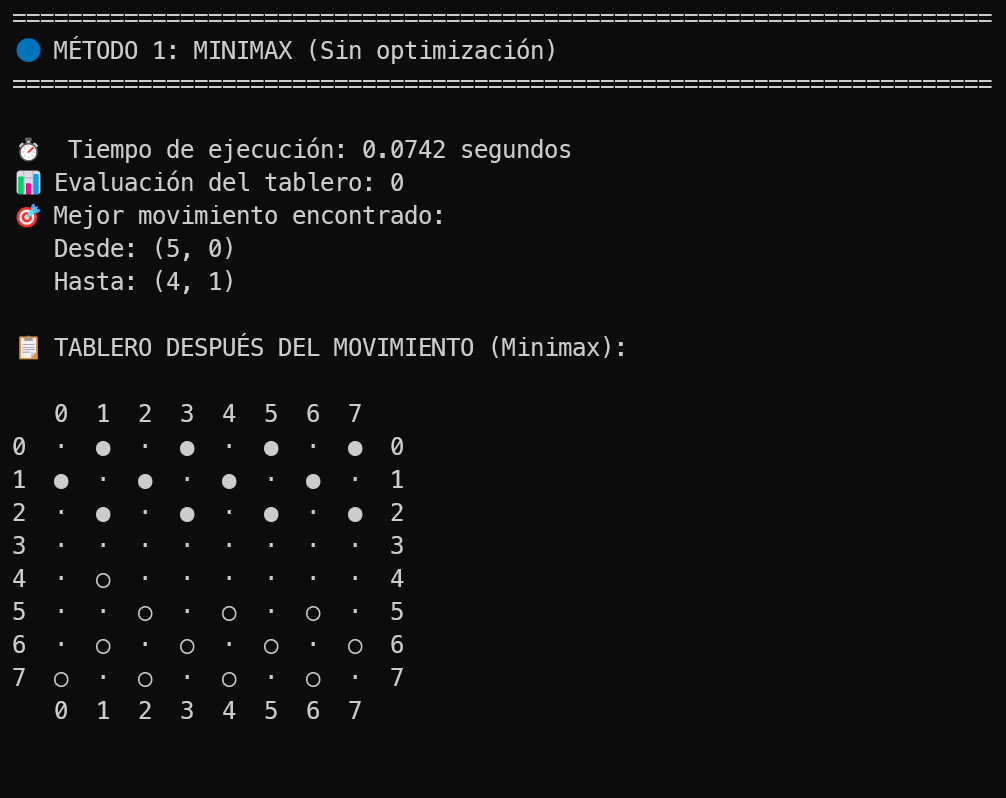 ======================================================================
🔵 MÉTODO 1: MINIMAX (Sin optimización)
======================================================================
⏱️  Tiempo de ejecución: 0.0742 segundos
📊 Evaluación del tablero: 0
🎯 Mejor movimiento encontrado:
   Desde: (5, 0)
   Hasta: (4, 1)
📋 TABLERO DESPUÉS DEL MOVIMIENTO (Minimax):
   0  1  2  3  4  5  6  7
0  ·  ●  ·  ●  ·  ●  ·  ●  0
1  ●  ·  ●  ·  ●  ·  ●  ·  1
2  ·  ●  ·  ●  ·  ●  ·  ●  2
3  ·  ·  ·  ·  ·  ·  ·  ·  3
4  ·  ○  ·  ·  ·  ·  ·  ·  4
5  ·  ·  ○  ·  ○  ·  ○  ·  5
6  ·  ○  ·  ○  ·  ○  ·  ○  6
7  ○  ·  ○  ·  ○  ·  ○  ·  7
   0  1  2  3  4  5  6  7